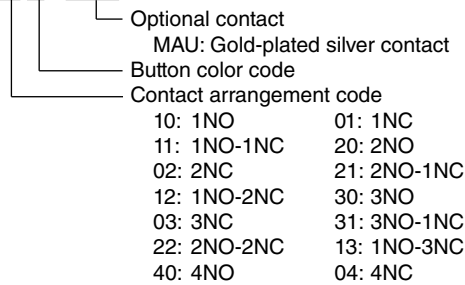 Optional contact
MAU: Gold-plated silver contact
Button color code
Contact arrangement code
10: 1NO 01: 1NC
11: 1NO-1NC 20: 2NO
02: 2NC 21: 2NO-1NC
12: 1NO-2NC 30: 3NO
03: 3NC 31: 3NO-1NC
22: 2NO-2NC 13: 1NO-3NC
40: 4NO 04: 4NC